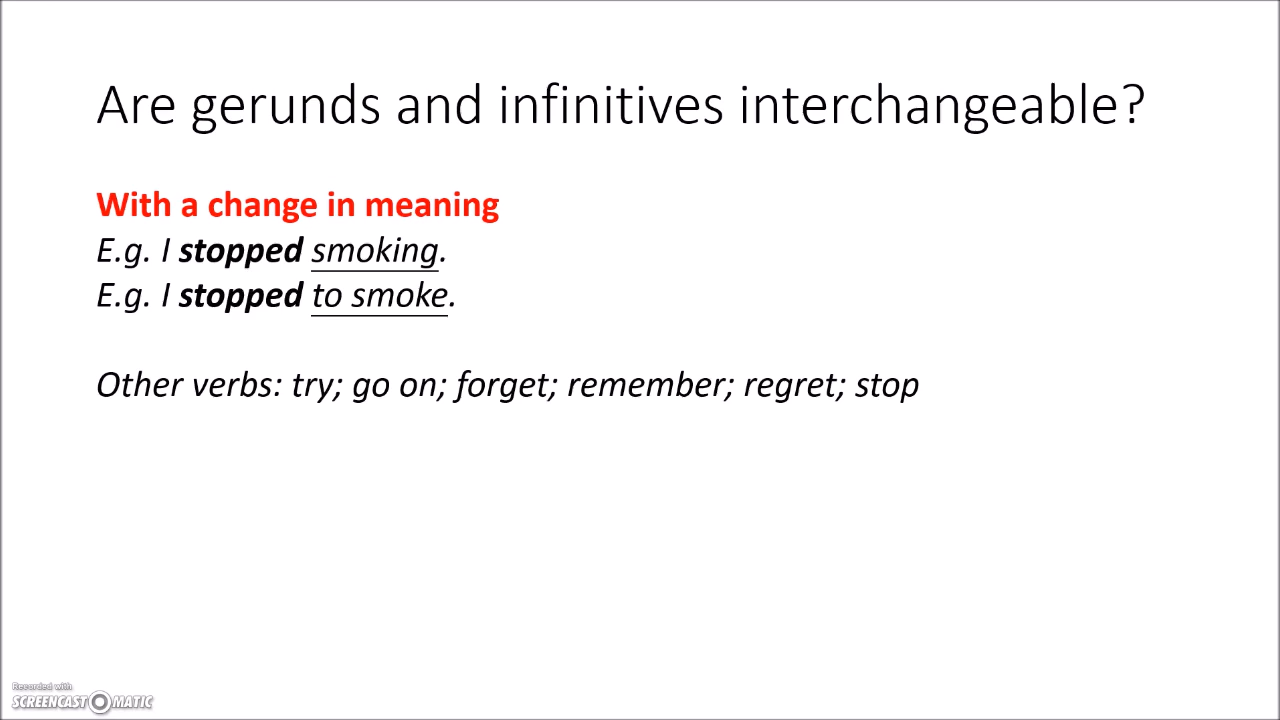 Are gerunds and infinitives interchangeable?
With a change in meaning
E.g. I stopped smoking.
E.g. I stopped to smoke.
Other verbs: try; go on; forget; remember; regret; stop
Recorded with
SCREENCAST MATIC